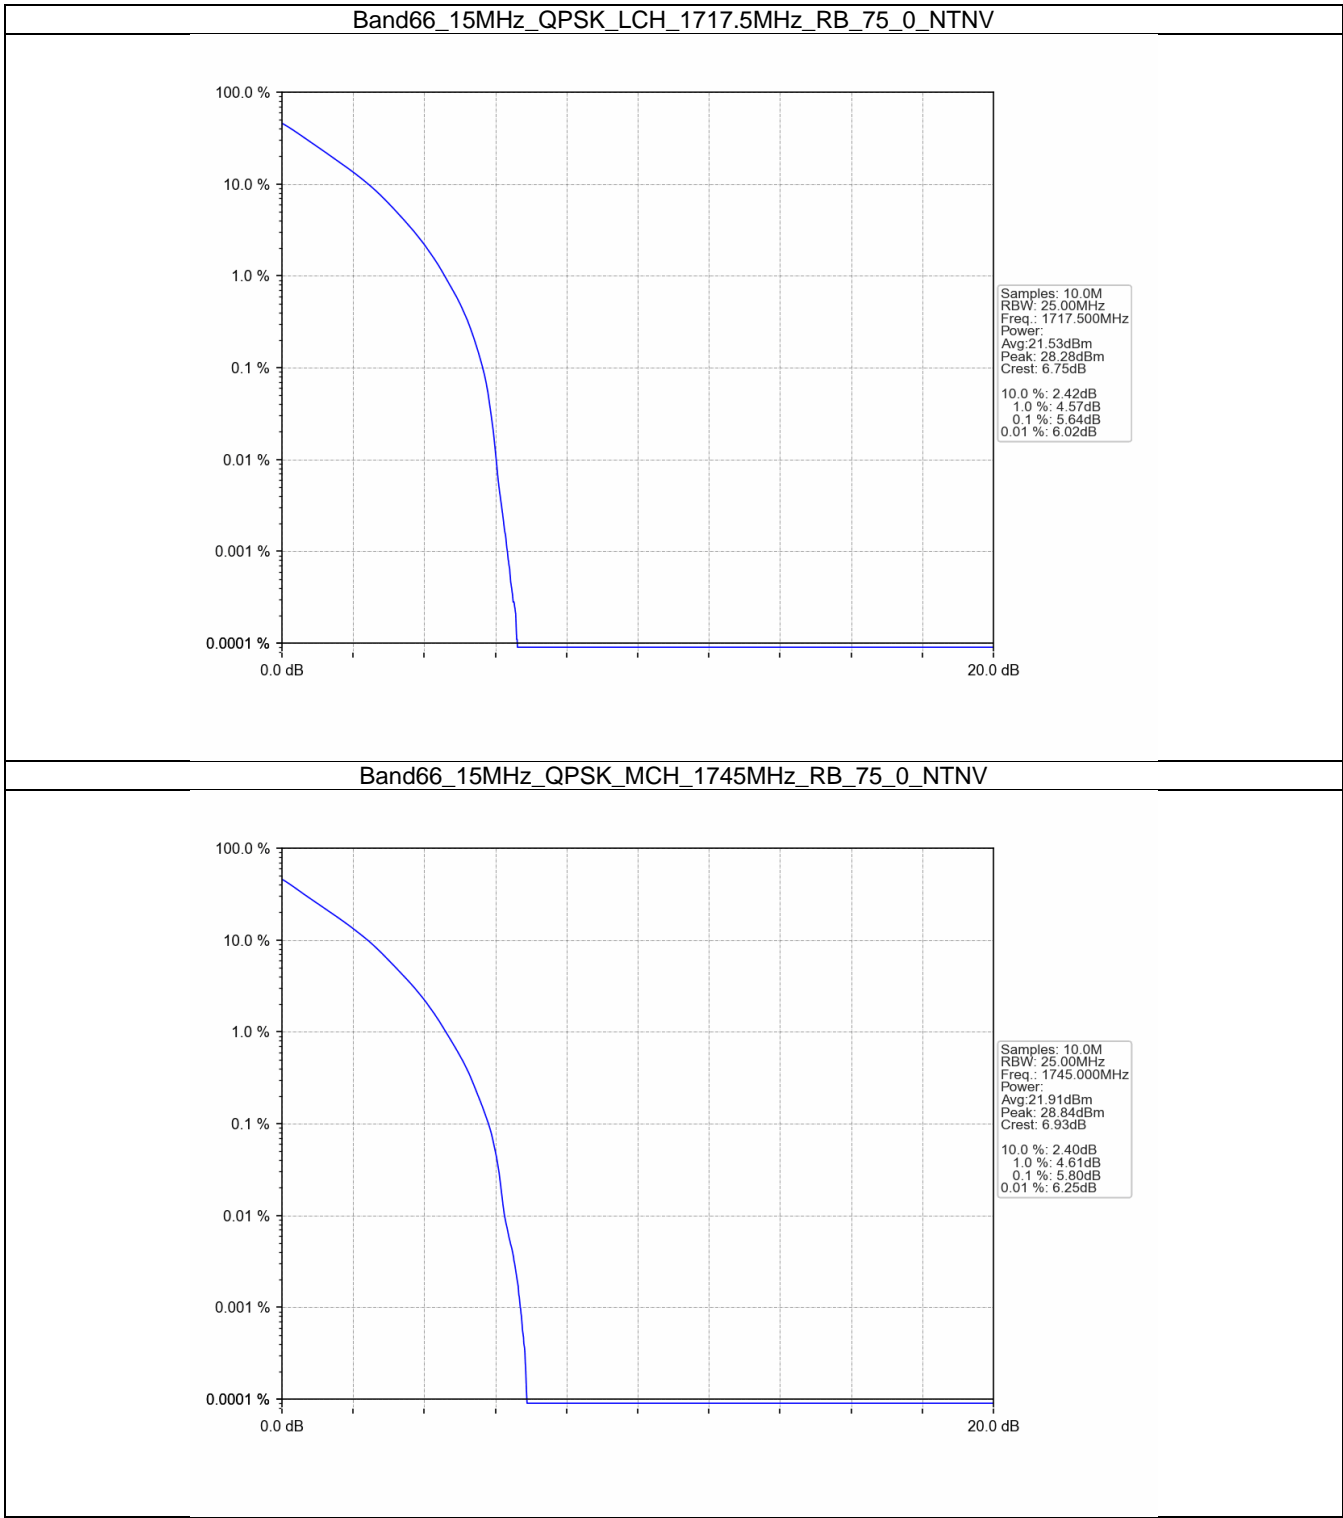 Band66_15MHz_QPSK_LCH_1717.5MHz_RB_75_0_NTNV
100.0 %
10.0 %
1.0 %
0.1 %
0.01 %
0.001 %
0.0001 %
0.0 dB
20.0 dB
Samples: 10.0M
RBW: 25.00MHz
Freq.: 1717.500MHz
Power:
Avg:21.53dBm
Peak: 28.28dBm
Crest: 6.75dB
10.0 %: 2.42dB
1.0 %: 4.57dB
0.1 %: 5.64dB
0.01 %: 6.02dB
Band66_15MHz_QPSK_MCH_1745MHz_RB_75_0_NTNV
100.0 %
10.0 %
1.0 %
0.1 %
0.01 %
0.001 %
0.0001 %
0.0 dB
20.0 dB
Samples: 10.0M
RBW: 25.00MHz
Freq.: 1745.000MHz
Power:
Avg:21.91dBm
Peak: 28.84dBm
Crest: 6.93dB
10.0 %: 2.40dB
1.0 %: 4.61dB
0.1 %: 5.80dB
0.01 %: 6.25dB